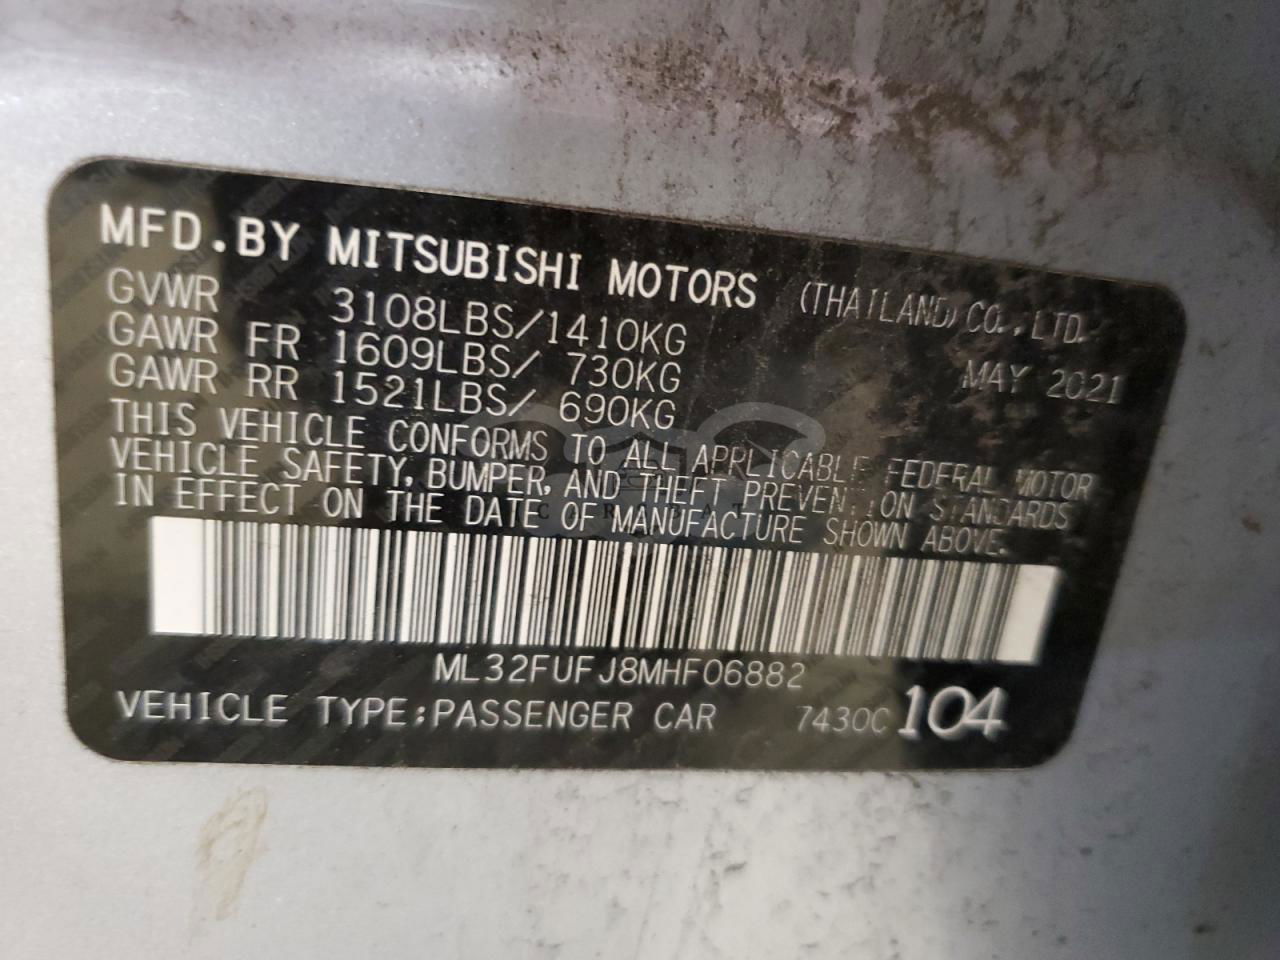 MFD.BY MITSUBISHI MOTORS (THAILAND) CO.,LTD.
GVWR 3108LBS/1410KG MAY 2021
GAWR FR 1609LBS/ 730KG
GAWR RR 1521LBS/ 690KG
THIS VEHICLE CONFORMS TO ALL APPLICABLE FEDERAL MOTOR
VEHICLE SAFETY, BUMPER, AND THEFT PREVENTION STANDARDS
IN EFFECT ON THE DATE OF MANUFACTURE SHOWN ABOVE.
ML32FUFJ8MHF06882
VEHICLE TYPE:PASSENGER CAR 7430C 104